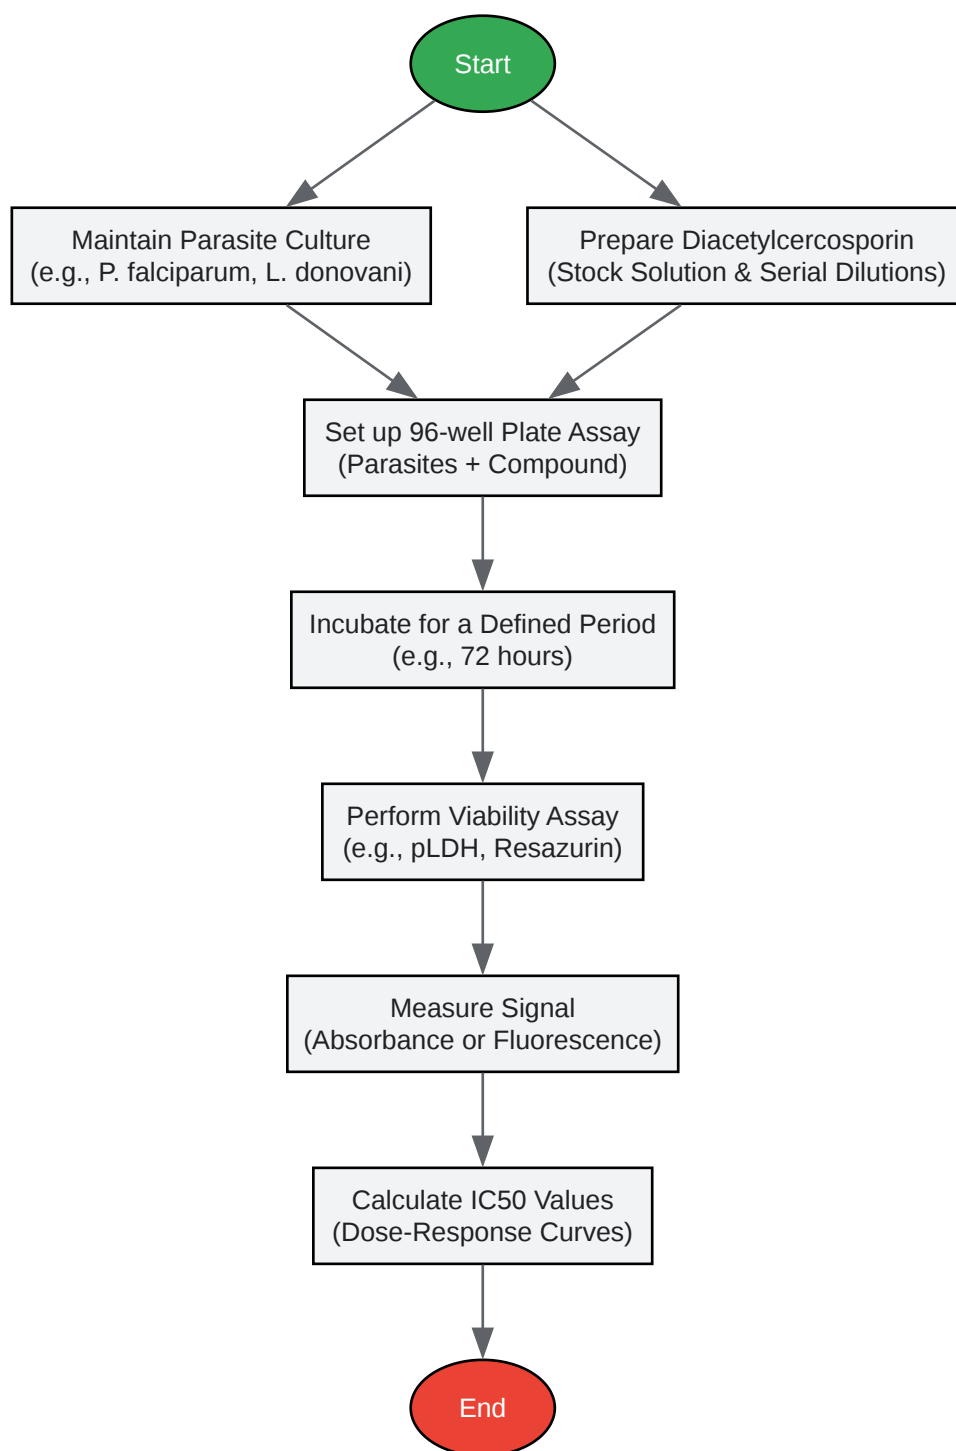 Start
Maintain Parasite Culture
(e.g., P. falciparum, L. donovani)
Prepare Diacetylcercosporin
(Stock Solution & Serial Dilutions)
Set up 96-well Plate Assay
(Parasites + Compound)
Incubate for a Defined Period
(e.g., 72 hours)
Perform Viability Assay
(e.g., pLDH, Resazurin)
Measure Signal
(Absorbance or Fluorescence)
Calculate IC50 Values
(Dose-Response Curves)
End